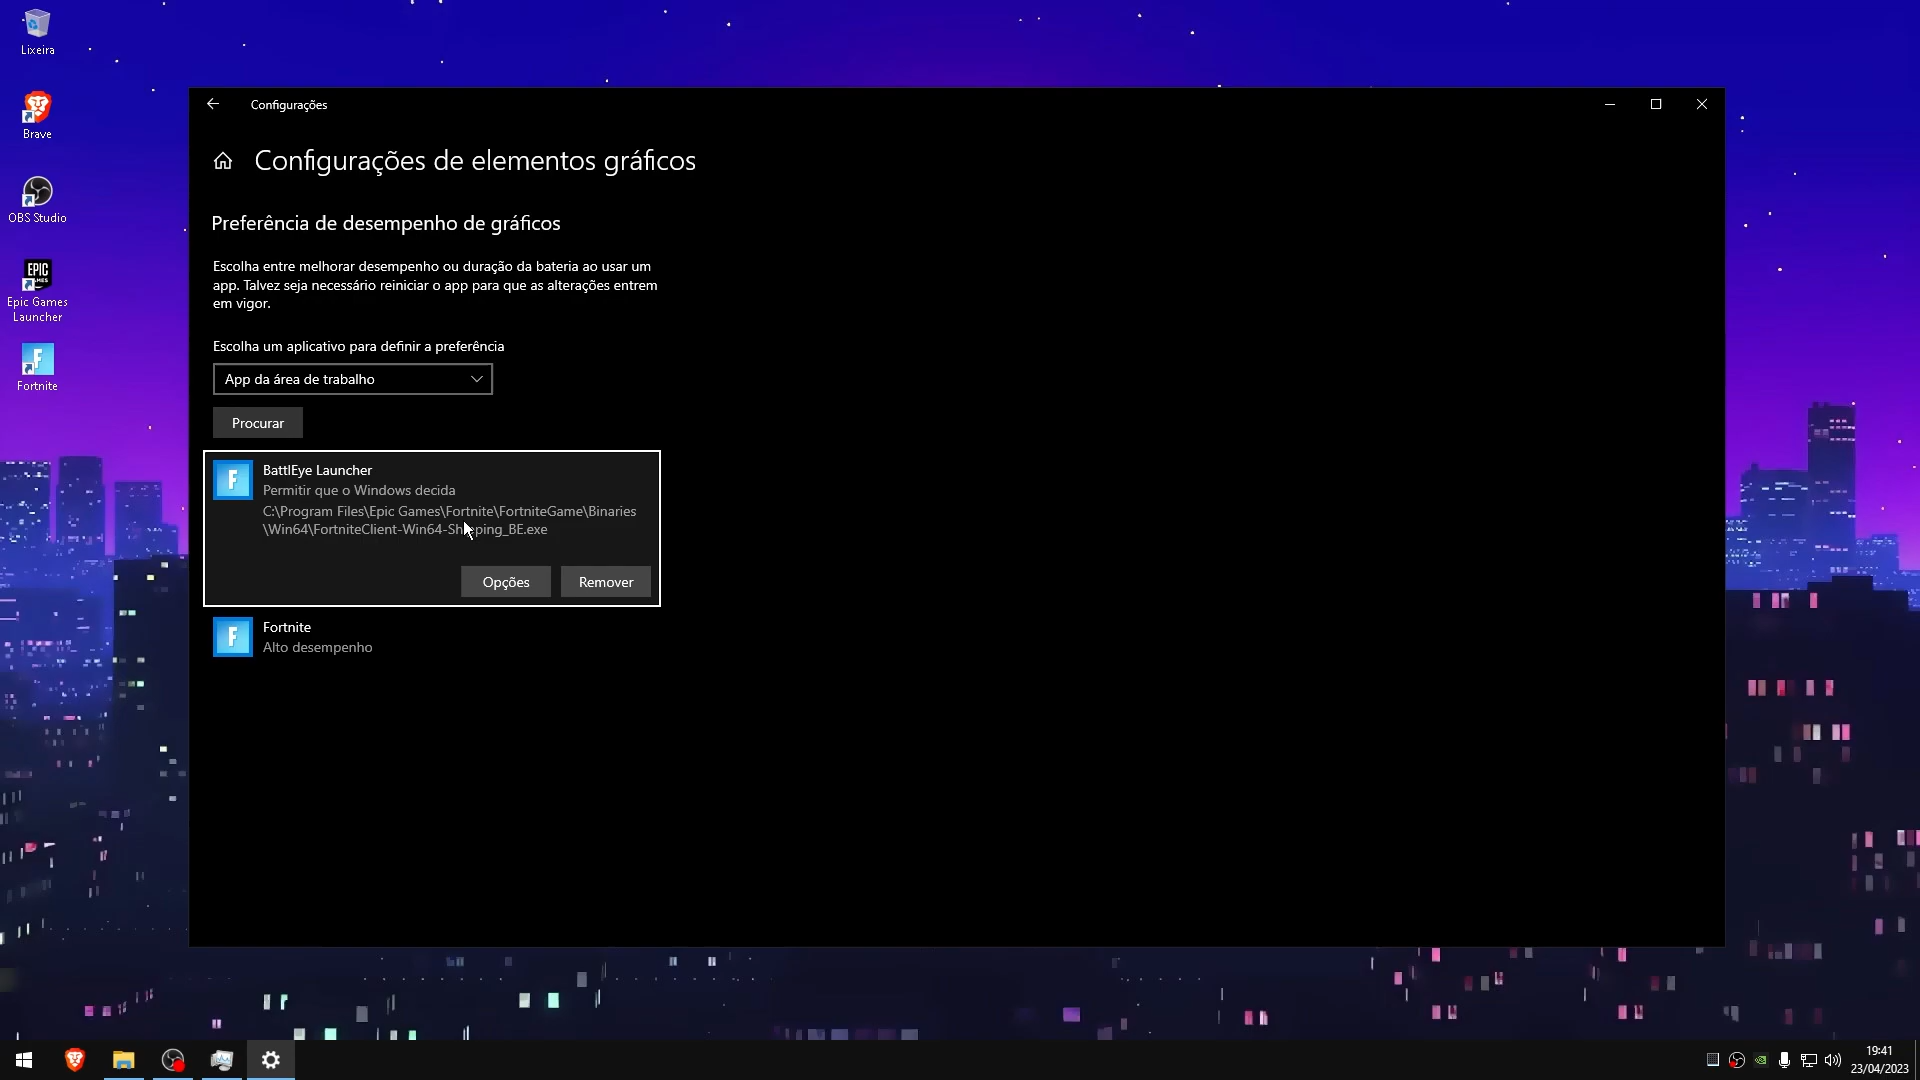 Lixeira
Brave
OBS Studio
EPIC
GAMES
Epic Games
Launcher
F
Fortnite
Configurações
Configurações de elementos gráficos
Preferência de desempenho de gráficos
Escolha entre melhorar desempenho ou duração da bateria ao usar um
app. Talvez seja necessário reiniciar o app para que as alterações entrem
em vigor.
Escolha um aplicativo para definir a preferência
App da área de trabalho
Procurar
F
BattlEye Launcher
Permitir que o Windows decida
C:\Program Files\Epic Games\Fortnite\FortniteGame\Binaries
\Win64\FortniteClient-Win64-Shipping_BE.exe
Opções
Remover
F
Fortnite
Alto desempenho
19:41
23/04/2023